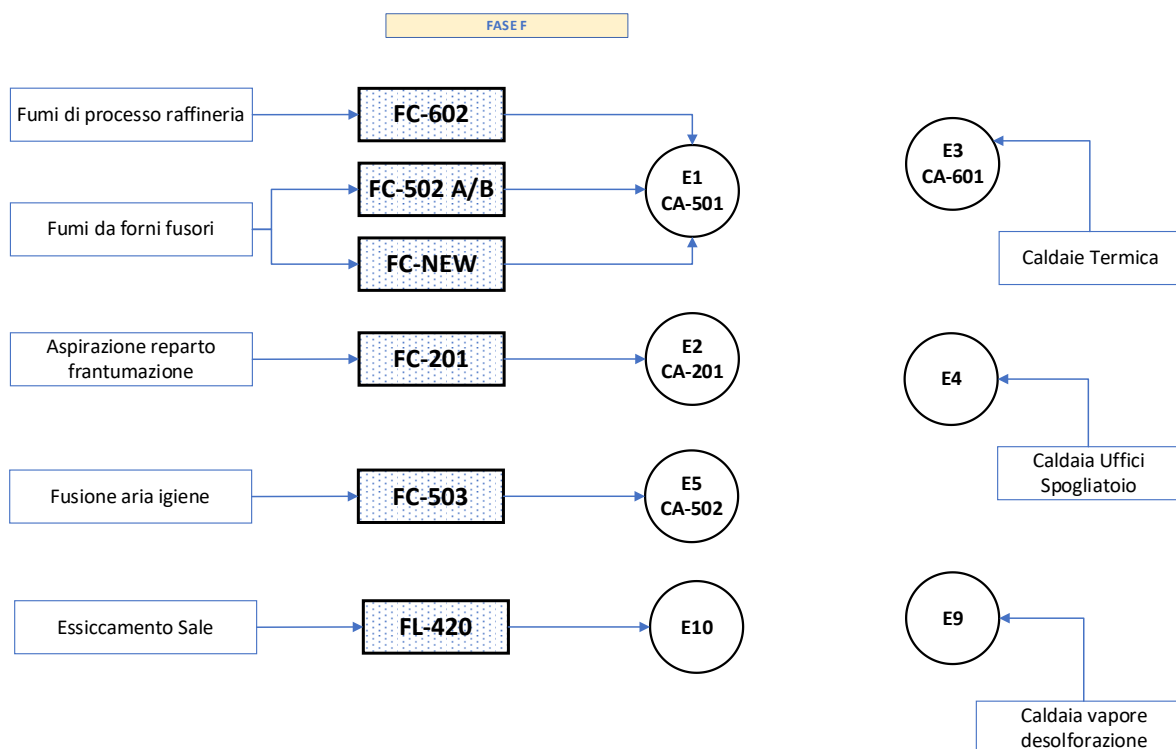 FASE F
Fumi di processo raffineria
FC-602
E1
CA-501
E3
CA-601
FC-502 A/B
Fumi da forni fusori
FC-NEW
Caldaie Termica
Aspirazione reparto
frantumazione
FC-201
E2
CA-201
E4
Caldaia Uffici
Spogliatoio
Fusione aria igiene
FC-503
E5
CA-502
Essiccamento Sale
FL-420
E10
E9
Caldaia vapore
desolforazione